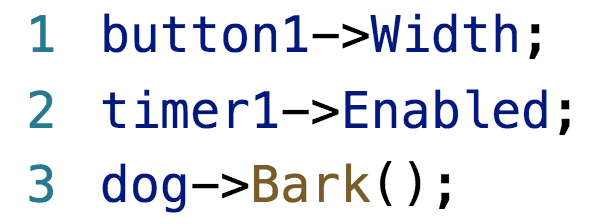 1 button1->Width;
2 timer1->Enabled;
3 dog->Bark();